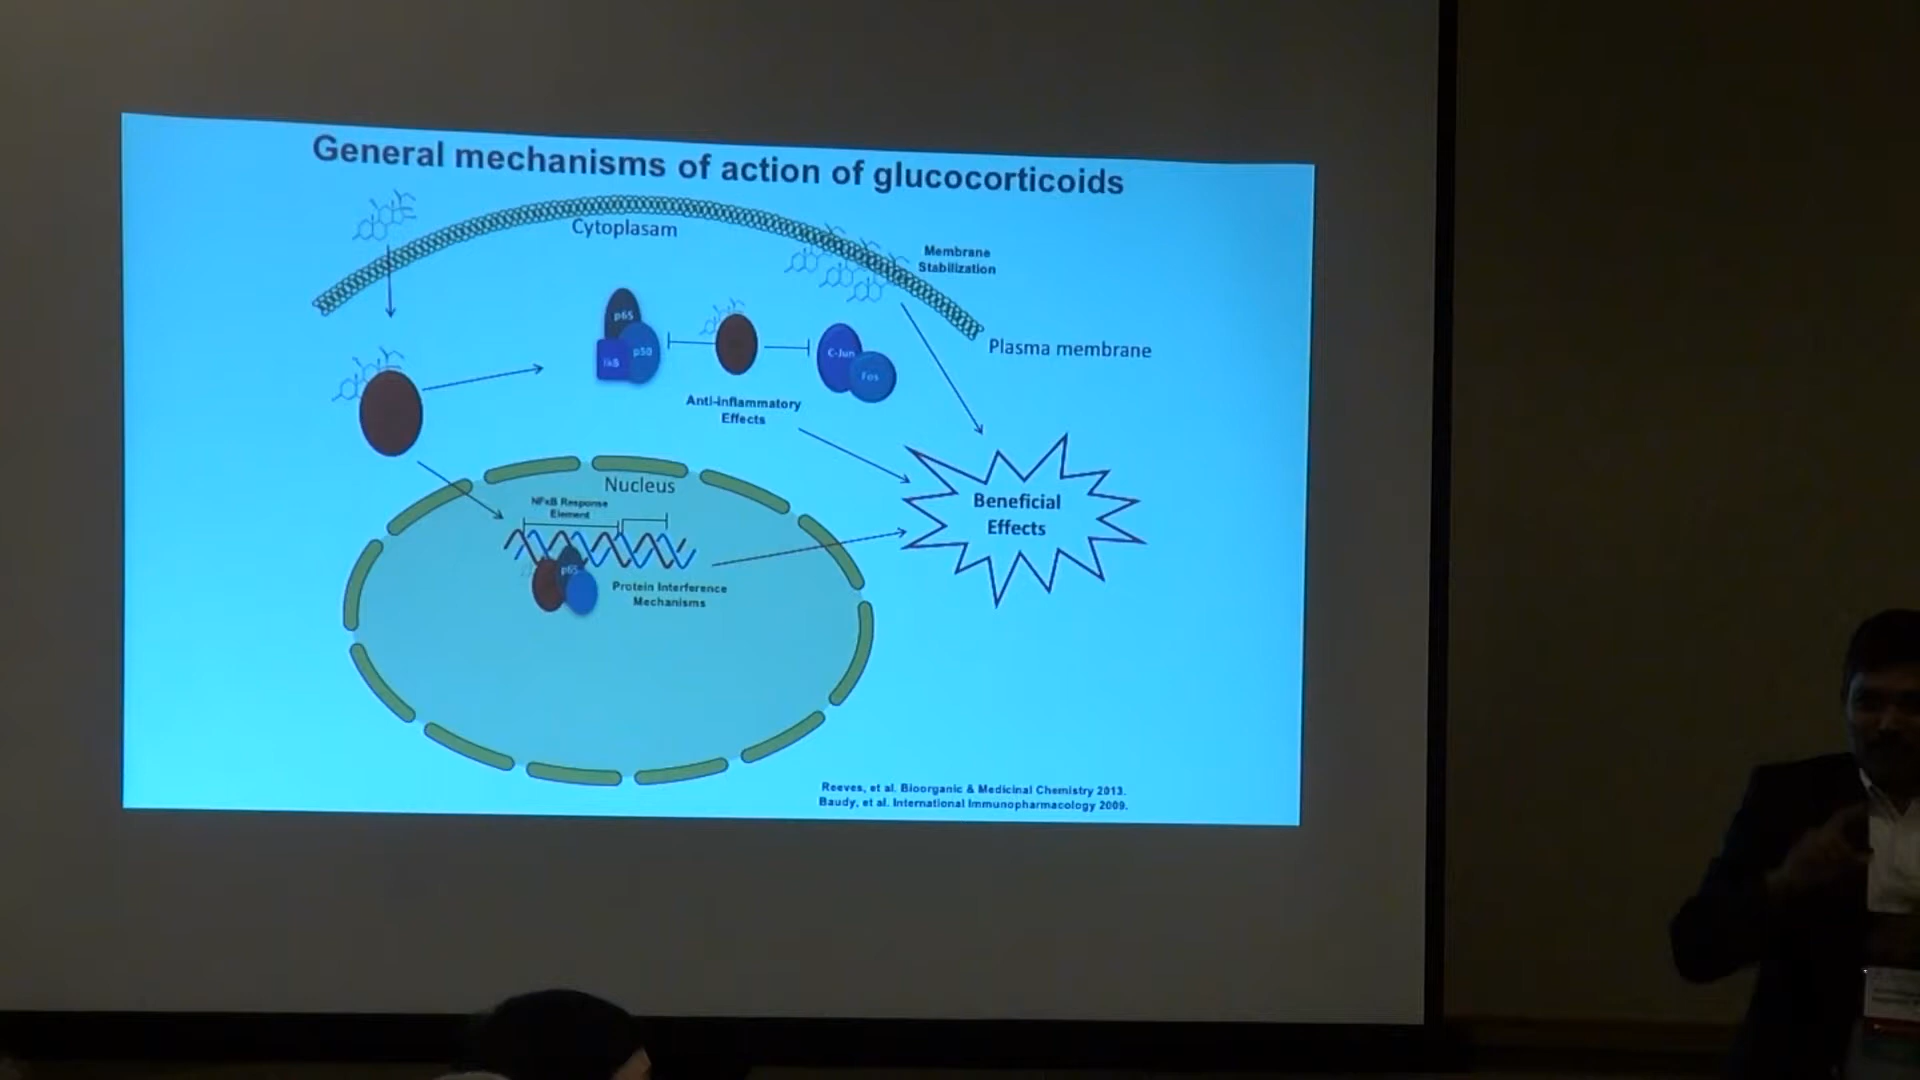 General mechanisms of action of glucocorticoids
Cytoplasam
Membrane
Stabilization
p65
p50
IκB
C-Jun
Fos
Plasma membrane
Anti-inflammatory
Effects
Nucleus
NFκB Response
Element
Beneficial
Effects
p65
Protein Interference
Mechanisms
Reeves, et al. Bioorganic & Medicinal Chemistry 2013.
Baudy, et al. International Immunopharmacology 2009.